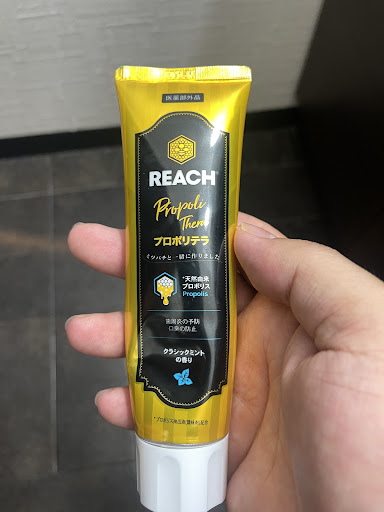 医薬部外品
REACH
Propoli
Thera
プロポリテラ
ミツバチと一緒に作りました
*天然由来
プロポリス
Propolis
歯周炎の予防
口臭の防止
クラシックミント
の香り